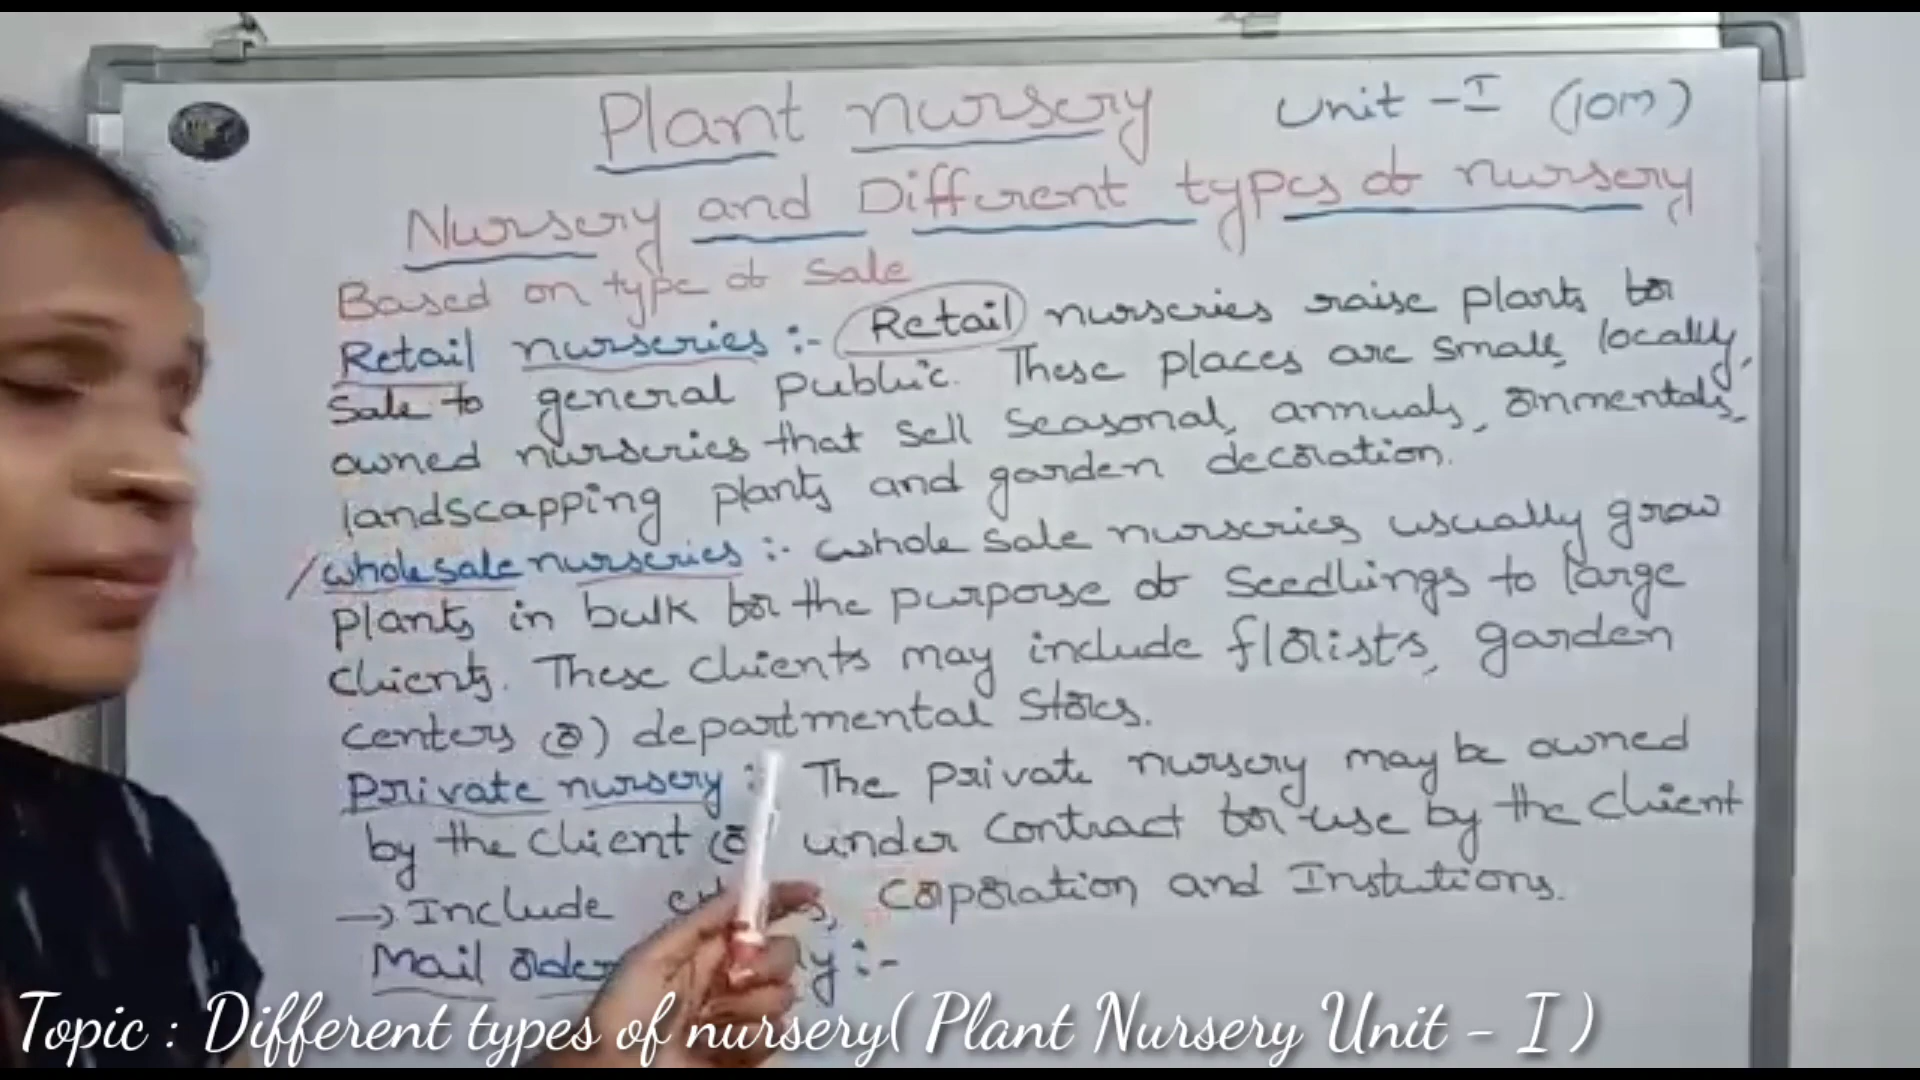 Plant nursery Unit - I (10m)
Nursery and Different types of nursery
Based on type of Sale
Retail nurseries :- Retail nurseries raise plants for
Sale to general public. These places are small, locally,
owned nurseries that sell seasonal, annuals, onmentals,
landscapping plants and garden decoration.
wholesale nurseries :- whole sale nurseries usually grow
plants in bulk for the purporse of Seedlings to large
clients. These clients may include florists, garden
centers (or) departmental Stores.
Private nursery : The private nursery may be owned
by the client (or under contract for use by the client
→ Include Corporation and Instutions.
Mail order y :-
Topic : Different types of nursery( Plant Nursery Unit - I )